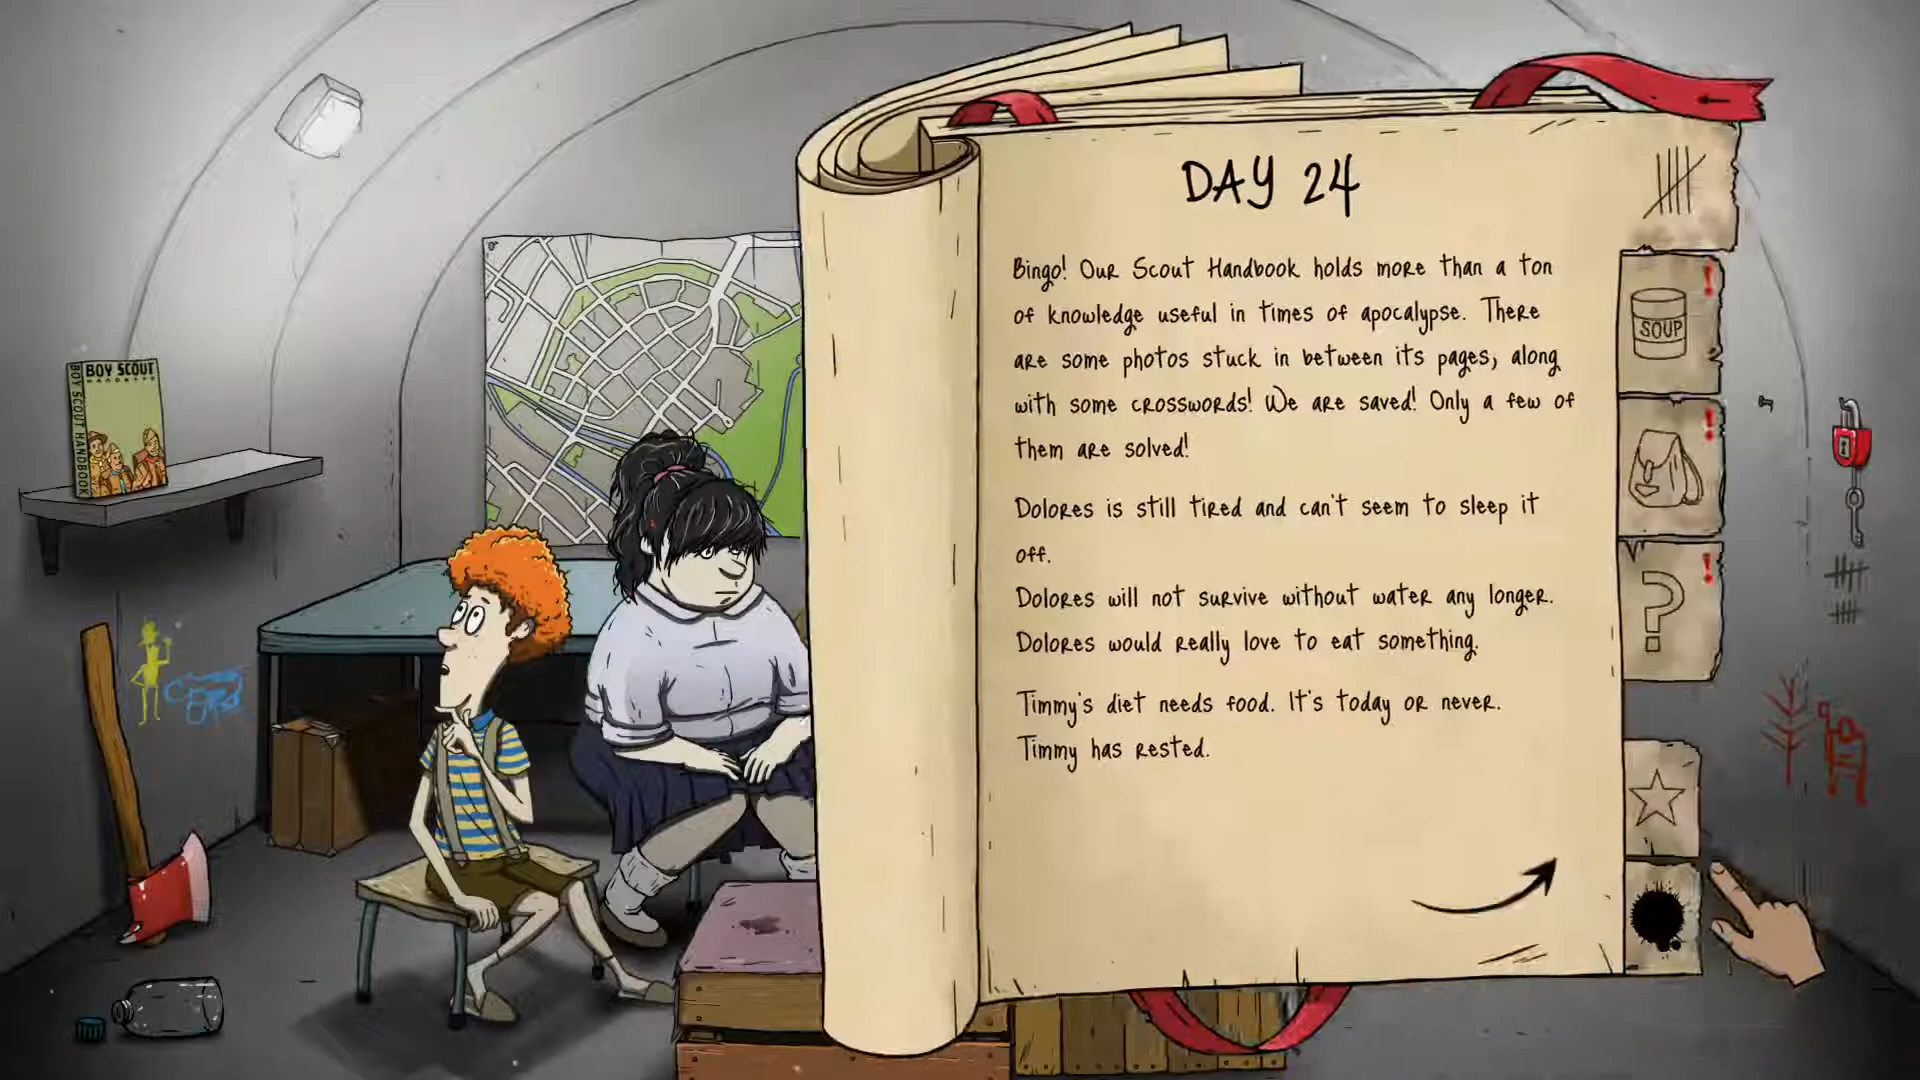 BOY SCOUT
BOY SCOUT HANDBOOK
DAY 24
Bingo! Our Scout Handbook holds more than a ton
of knowledge useful in times of apocalypse. There
are some photos stuck in between its pages, along
with some crosswords! We are saved! Only a few of
them are solved!
Dolores is still tired and can't seem to sleep it
off.
Dolores will not survive without water any longer.
Dolores would really love to eat something.
Timmy's diet needs food. It's today or never.
Timmy has rested.
!
SOUP
!
!
?